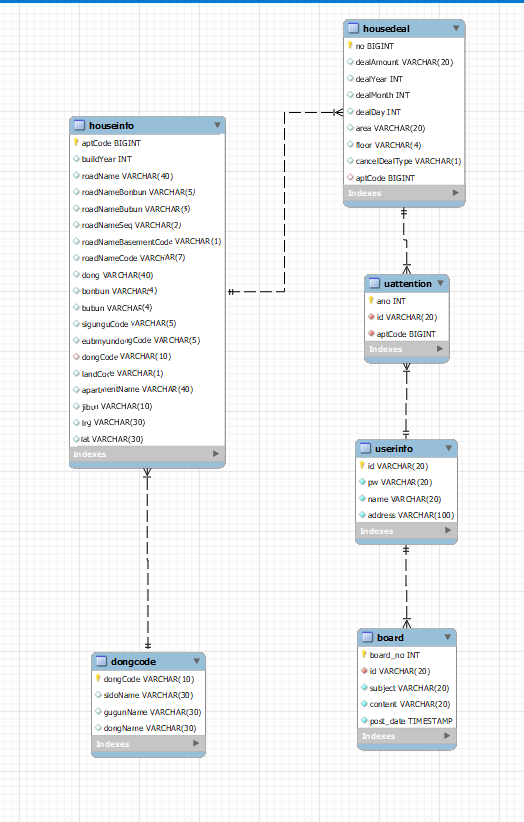 housedeal
no BIGINT
dealAmount VARCHAR(20)
dealYear INT
dealMonth INT
dealDay INT
area VARCHAR(20)
floor VARCHAR(4)
cancelDealType VARCHAR(1)
aptCode BIGINT
Indexes
houseinfo
aptCode BIGINT
buildYear INT
roadName VARCHAR(40)
roadNameBonbun VARCHAR(5)
roadNameBubun VARCHAR(5)
roadNameSeq VARCHAR(2)
roadNameBasementCode VARCHAR(1)
roadNameCode VARCHAR(7)
dong VARCHAR(40)
bonbun VARCHAR(4)
bubun VARCHAR(4)
sigunguCode VARCHAR(5)
eubmyundongCode VARCHAR(5)
dongCode VARCHAR(10)
landCode VARCHAR(1)
apartmentName VARCHAR(40)
jibun VARCHAR(10)
lng VARCHAR(30)
lat VARCHAR(30)
Indexes
uattention
ano INT
id VARCHAR(20)
aptCode BIGINT
Indexes
userinfo
id VARCHAR(20)
pw VARCHAR(20)
name VARCHAR(20)
address VARCHAR(100)
Indexes
dongcode
dongCode VARCHAR(10)
sidoName VARCHAR(30)
gugunName VARCHAR(30)
dongName VARCHAR(30)
Indexes
board
board_no INT
id VARCHAR(20)
subject VARCHAR(20)
content VARCHAR(20)
post_date TIMESTAMP
Indexes